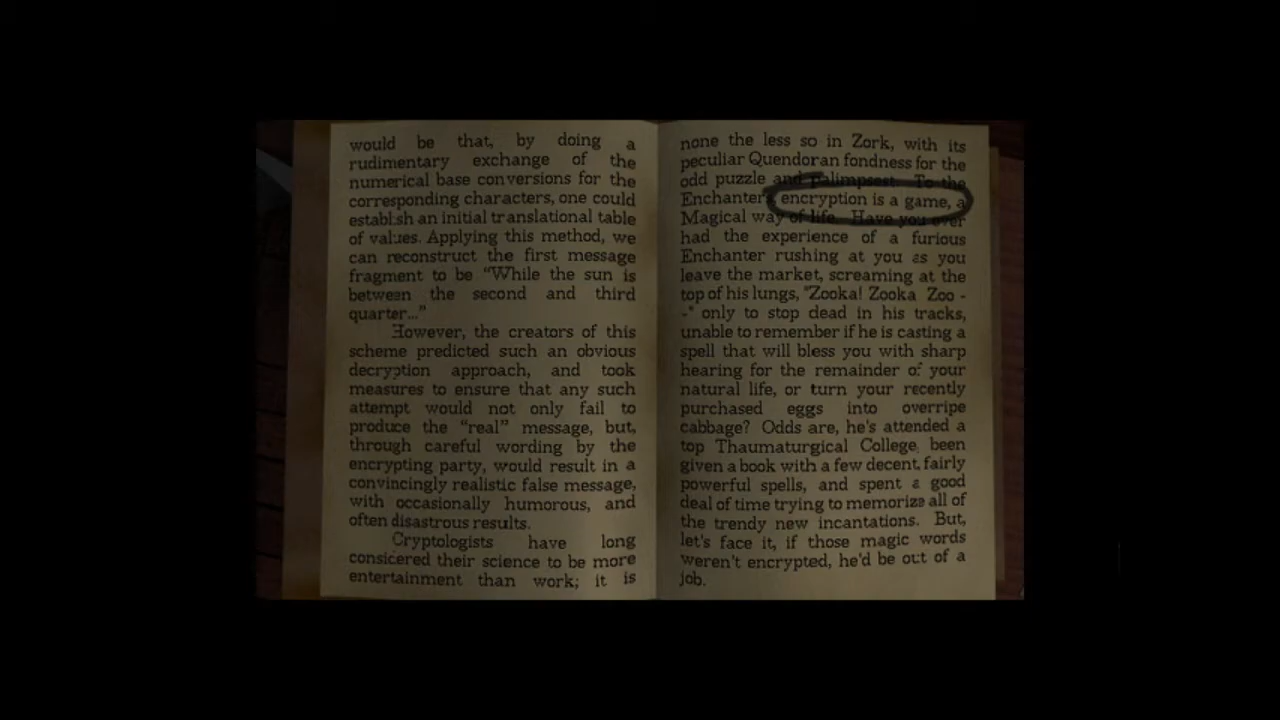 would be that, by doing a
rudimentary exchange of the
numerical base conversions for the
corresponding characters, one could
establish an initial translational table
of values. Applying this method, we
can reconstruct the first message
fragment to be "While the sun is
between the second and third
quarter..."
However, the creators of this
scheme predicted such an obvious
decryption approach, and took
measures to ensure that any such
attempt would not only fail to
produce the "real" message, but,
through careful wording by the
encrypting party, would result in a
convincingly realistic false message,
with occasionally humorous, and
often disastrous results.
Cryptologists have long
considered their science to be more
entertainment than work; it is
none the less so in Zork, with its
peculiar Quendoran fondness for the
odd puzzle and palimpsest. To the
Enchanter, encryption is a game, a
Magical way of life. Have you ever
had the experience of a furious
Enchanter rushing at you as you
leave the market, screaming at the
top of his lungs, "Zooka! Zooka Zoo -
-" only to stop dead in his tracks,
unable to remember if he is casting a
spell that will bless you with sharp
hearing for the remainder of your
natural life, or turn your recently
purchased eggs into overripe
cabbage? Odds are, he's attended a
top Thaumaturgical College, been
given a book with a few decent, fairly
powerful spells, and spent a good
deal of time trying to memorize all of
the trendy new incantations. But,
let's face it, if those magic words
weren't encrypted, he'd be out of a
job.